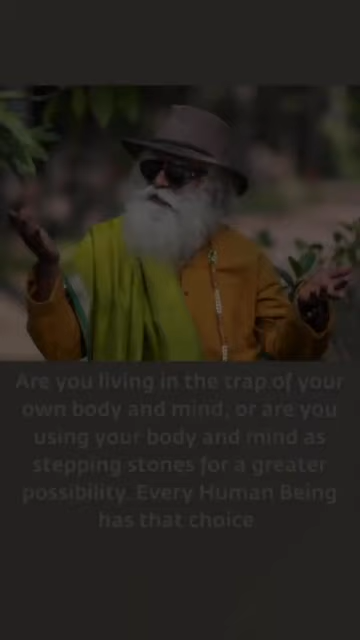 Are you living in the trap of your
own body and mind, or are you
using your body and mind as
stepping stones for a greater
possibility. Every Human Being
has that choice